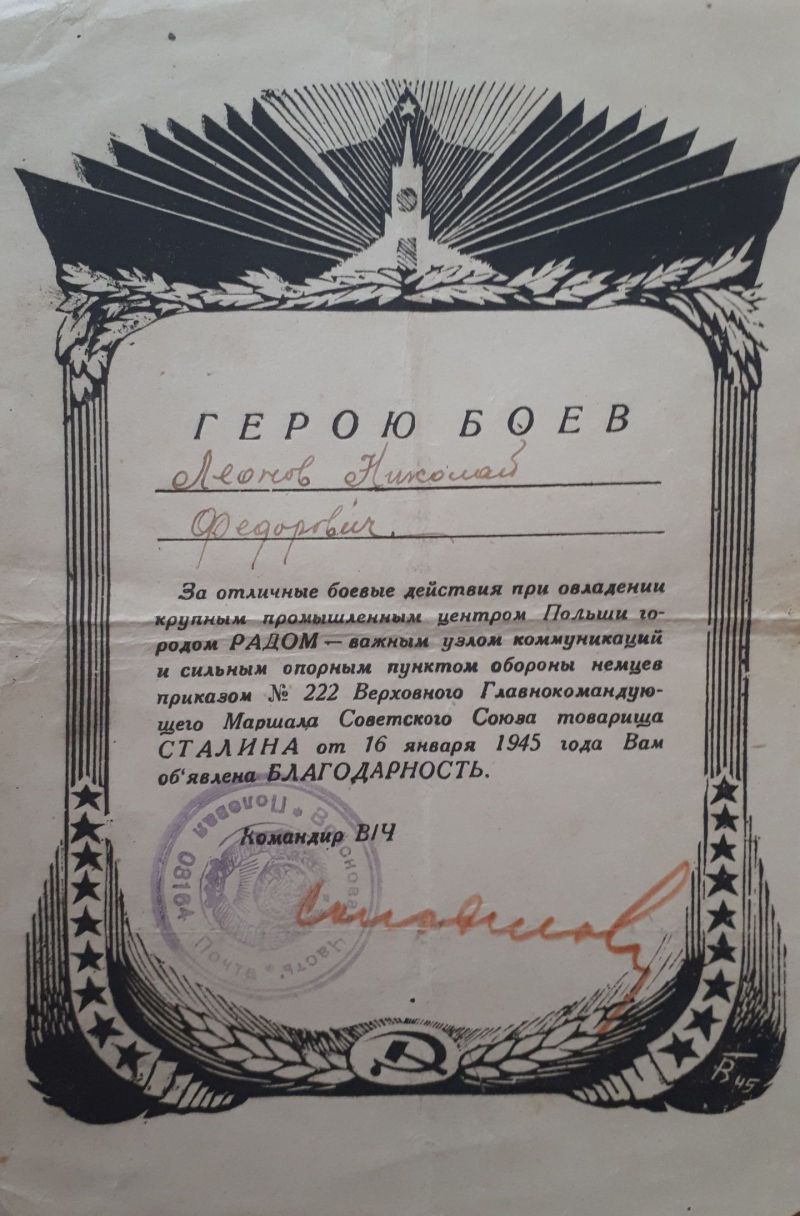 ГЕРОЮ БОЕВ
Леонов Николай
Федорович.
За отличные боевые действия при овладении
крупным промышленным центром Польши го-
родом РАДОМ — важным узлом коммуникаций
и сильным опорным пунктом обороны немцев
приказом № 222 Верховного Главнокомандую-
щего Маршала Советского Союза товарища
СТАЛИНА от 16 января 1945 года Вам
об'явлена БЛАГОДАРНОСТЬ.
Командир В/Ч
Полевая Почта 08164
Часть
45